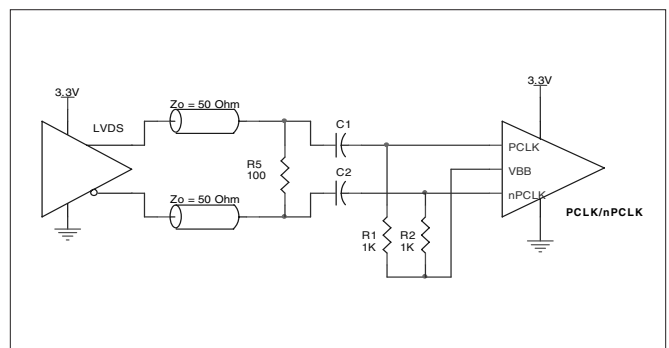 3.3V
LVDS
Zo = 50 Ohm
Zo = 50 Ohm
R5
100
C1
C2
R1
1K
R2
1K
3.3V
PCLK
VBB
nPCLK
PCLK/nPCLK